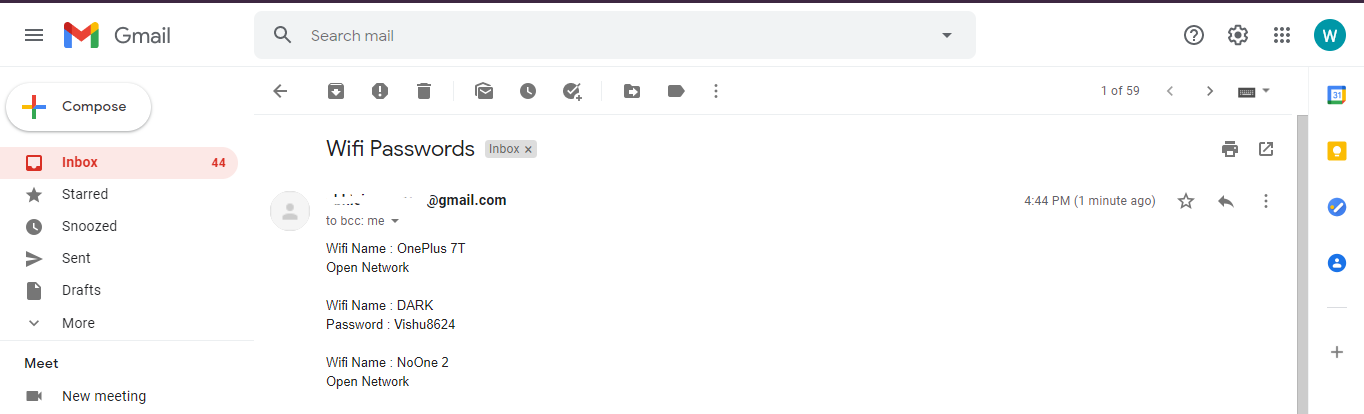 Gmail
Search mail
W
Compose
1 of 59
31
Wifi Passwords
Inbox ×
Inbox 44
@gmail.com
4:44 PM (1 minute ago)
to bcc: me
Starred
Snoozed
Sent
Drafts
More
Meet
New meeting
Wifi Name : OnePlus 7T
Open Network
Wifi Name : DARK
Password : Vishu8624
Wifi Name : NoOne 2
Open Network